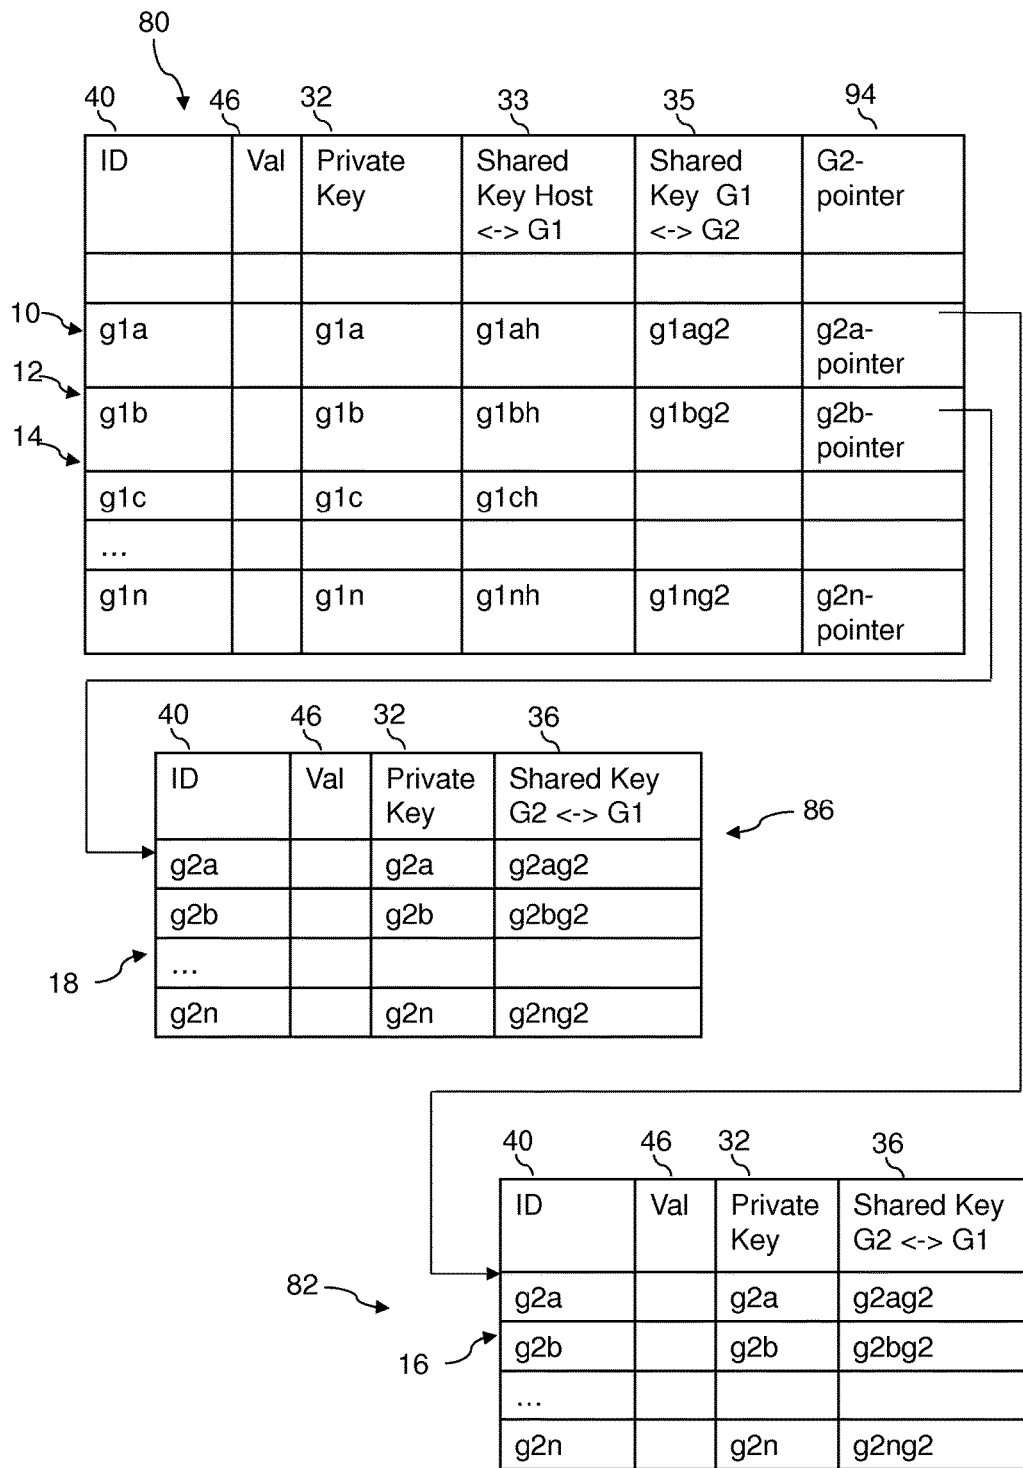 80
40 46 32 33 35 94
ID Val Private Shared Shared G2-
Key Key Host Key G1 pointer
<-> G1 <-> G2
10 g1a g1a g1ah g1ag2 g2a-
pointer
12
g1b g1b g1bh g1bg2 g2b-
14 pointer
g1c g1c g1ch
...
g1n g1n g1nh g1ng2 g2n-
pointer
40 46 32 36
ID Val Private Shared Key
Key G2 <-> G1
86
g2a g2a g2ag2
g2b g2b g2bg2
18 ...
g2n g2n g2ng2
40 46 32 36
ID Val Private Shared Key
Key G2 <-> G1
82
g2a g2a g2ag2
16 g2b g2b g2bg2
...
g2n g2n g2ng2